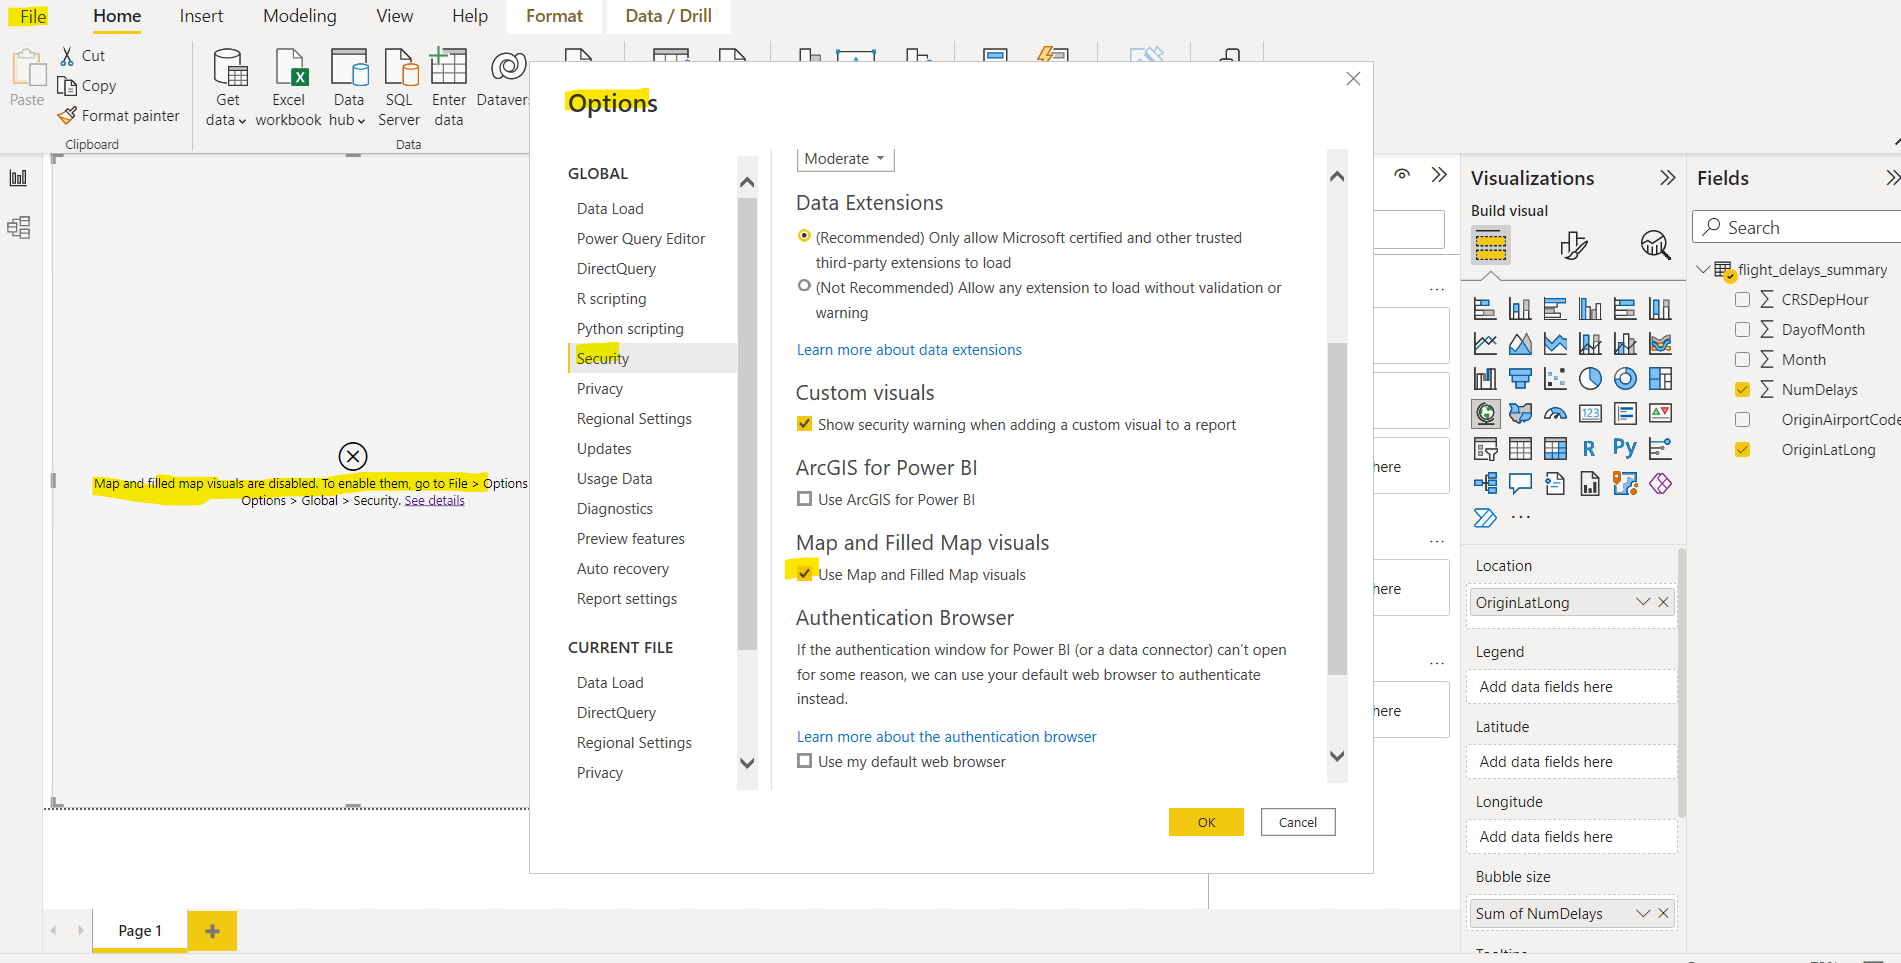 File
Home
Insert
Modeling
View
Help
Format
Data / Drill
Paste
Cut
Copy
Format painter
Clipboard
Get
data
Excel
workbook
Data
hub
SQL
Server
Enter
data
Dataver
Data
Map and filled map visuals are disabled. To enable them, go to File > Options
Options > Global > Security. See details
Page 1
Options
GLOBAL
Data Load
Power Query Editor
DirectQuery
R scripting
Python scripting
Security
Privacy
Regional Settings
Updates
Usage Data
Diagnostics
Preview features
Auto recovery
Report settings
CURRENT FILE
Data Load
DirectQuery
Regional Settings
Privacy
Moderate
Data Extensions
(Recommended) Only allow Microsoft certified and other trusted
third-party extensions to load
(Not Recommended) Allow any extension to load without validation or
warning
Learn more about data extensions
Custom visuals
Show security warning when adding a custom visual to a report
ArcGIS for Power BI
Use ArcGIS for Power BI
Map and Filled Map visuals
Use Map and Filled Map visuals
Authentication Browser
If the authentication window for Power BI (or a data connector) can't open
for some reason, we can use your default web browser to authenticate
instead.
Learn more about the authentication browser
Use my default web browser
OK
Cancel
here
here
here
Visualizations
Build visual
123
R
Py
Location
OriginLatLong
Legend
Add data fields here
Latitude
Add data fields here
Longitude
Add data fields here
Bubble size
Sum of NumDelays
Fields
Search
flight_delays_summary
CRSDepHour
DayofMonth
Month
NumDelays
OriginAirportCode
OriginLatLong